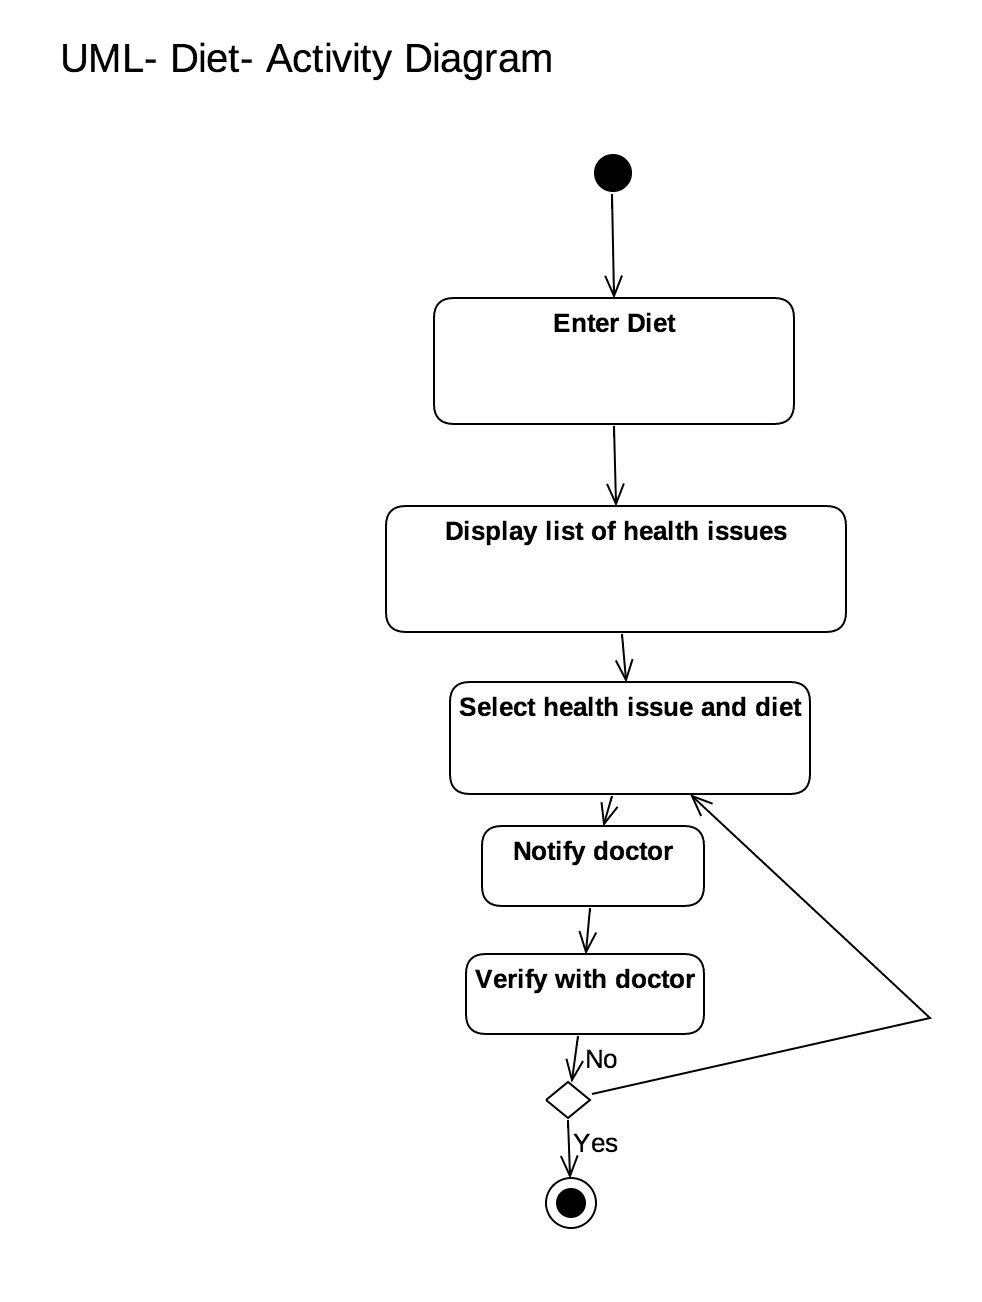 UML- Diet- Activity Diagram
Enter Diet
Display list of health issues
Select health issue and diet
Notify doctor
Verify with doctor
No
Yes